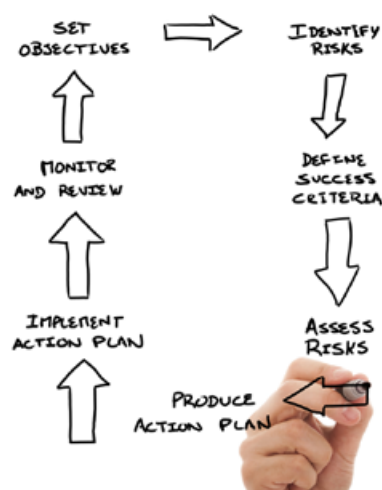 SET
OBJECTIVES
IDENTIFY
RISKS
DEFINE
SUCCESS
CRITERIA
ASSESS
RISKS
PRODUCE
ACTION PLAN
IMPLEMENT
ACTION PLAN
MONITOR
AND REVIEW